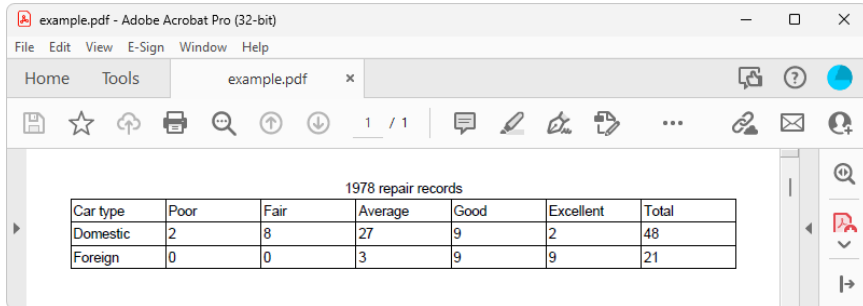 example.pdf - Adobe Acrobat Pro (32-bit)
File Edit View E-Sign Window Help
Home Tools example.pdf ×
1 / 1
1978 repair records
Car type Poor Fair Average Good Excellent Total
Domestic 2 8 27 9 2 48
Foreign 0 0 3 9 9 21